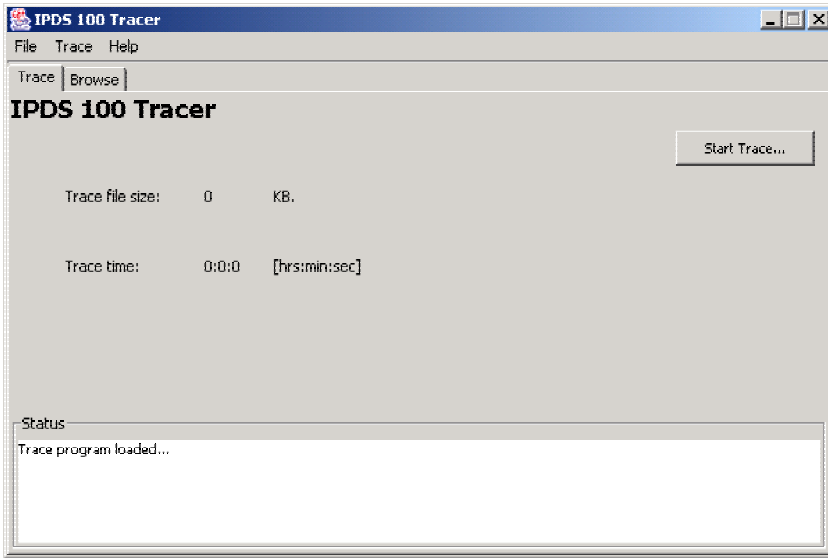 IPDS 100 Tracer
File Trace Help
Trace Browse
IPDS 100 Tracer
Start Trace...
Trace file size: 0 KB.
Trace time: 0:0:0 [hrs:min:sec]
Status
Trace program loaded...